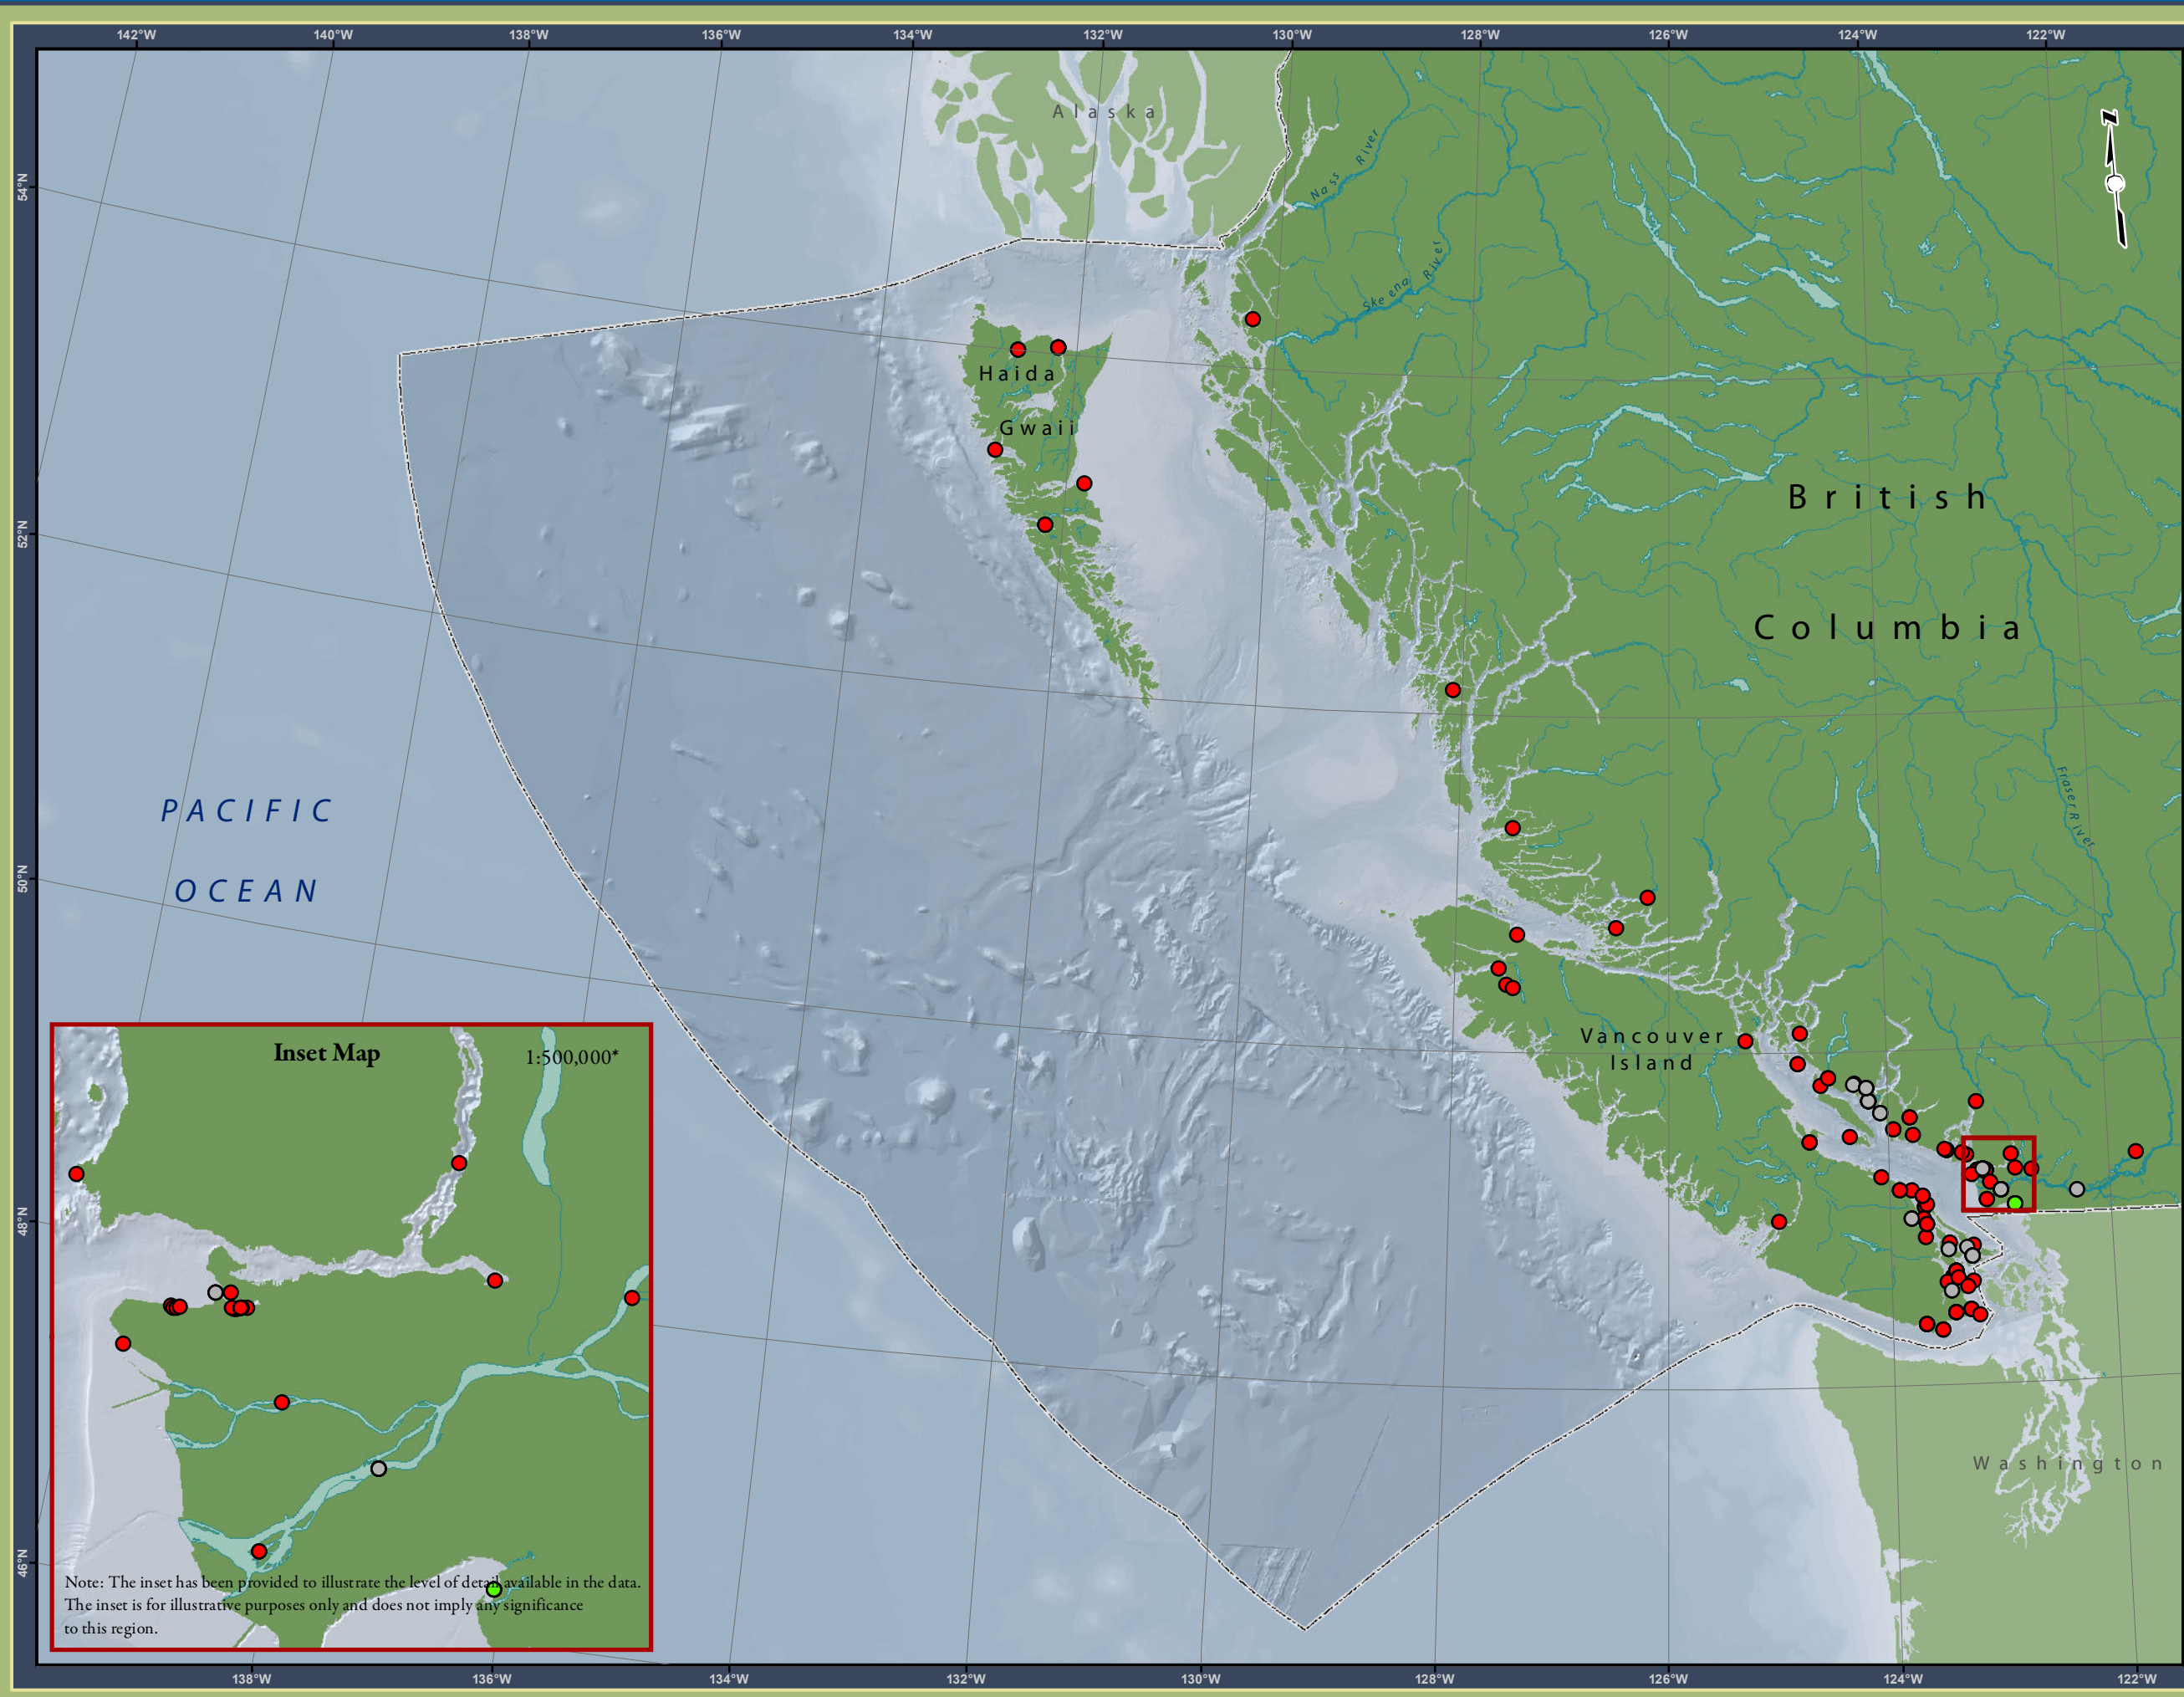 142°W 140°W 138°W 136°W 134°W 132°W 130°W 128°W 126°W 124°W 122°W
Alaska
Nass River
54°N
Skeena River
Haida
Gwaii
British
52°N
Columbia
PACIFIC
Fraser River
OCEAN
50°N
Vancouver
Island
Inset Map
1:500,000*
48°N
Washington
46°N
Note: The inset has been provided to illustrate the level of detail available in the data.
The inset is for illustrative purposes only and does not imply any significance
to this region.
138°W 136°W 134°W 132°W 130°W 128°W 126°W 124°W 122°W